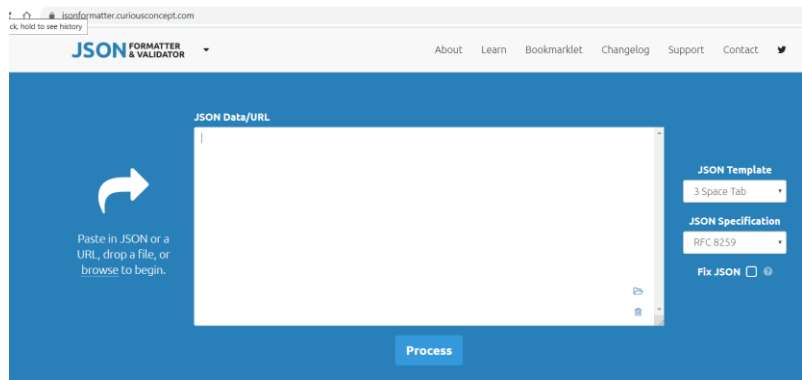 jsonformatter.curiousconcept.com
ck, hold to see history
JSON FORMATTER & VALIDATOR
About Learn Bookmarklet Changelog Support Contact
JSON Data/URL
Paste in JSON or a
URL, drop a file, or
browse to begin.
JSON Template
3 Space Tab
JSON Specification
RFC 8259
Fix JSON
Process